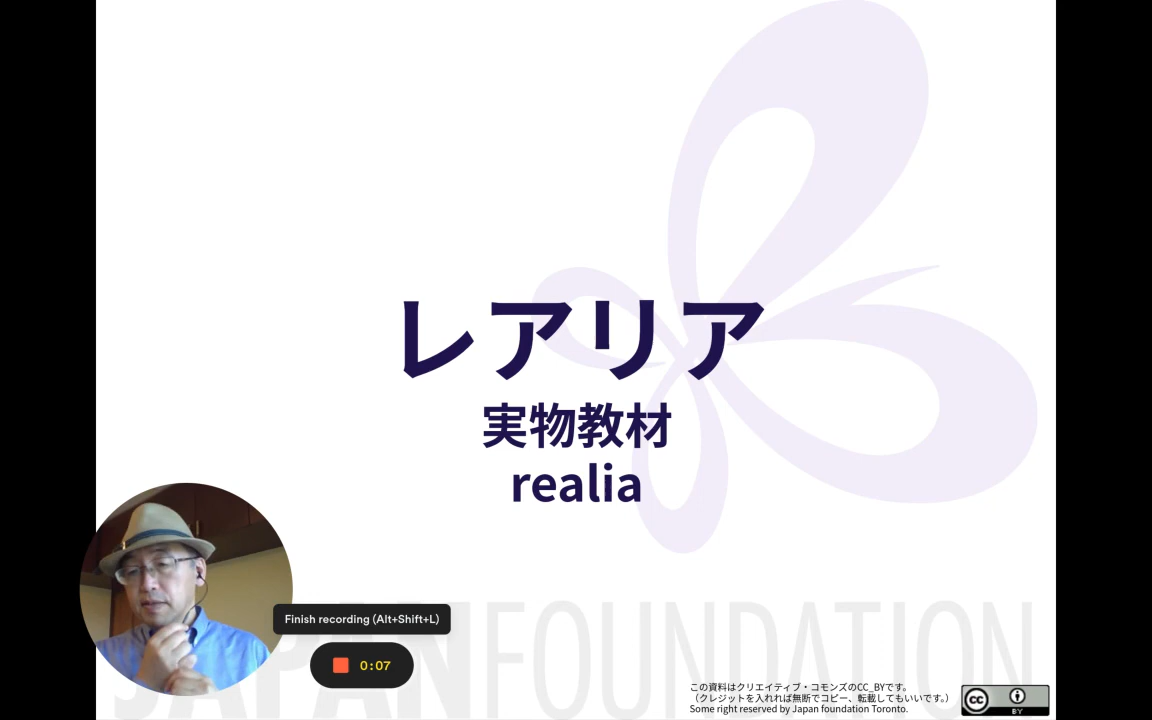 レアリア
実物教材
realia
Finish recording (Alt+Shift+L)
0:07
JAPANFOUNDATION
この資料はクリエイティブ・コモンズのCC_BYです。
（クレジットを入れれば無断でコピー、転載してもいいです。）
Some right reserved by Japan foundation Toronto.
cc
BY